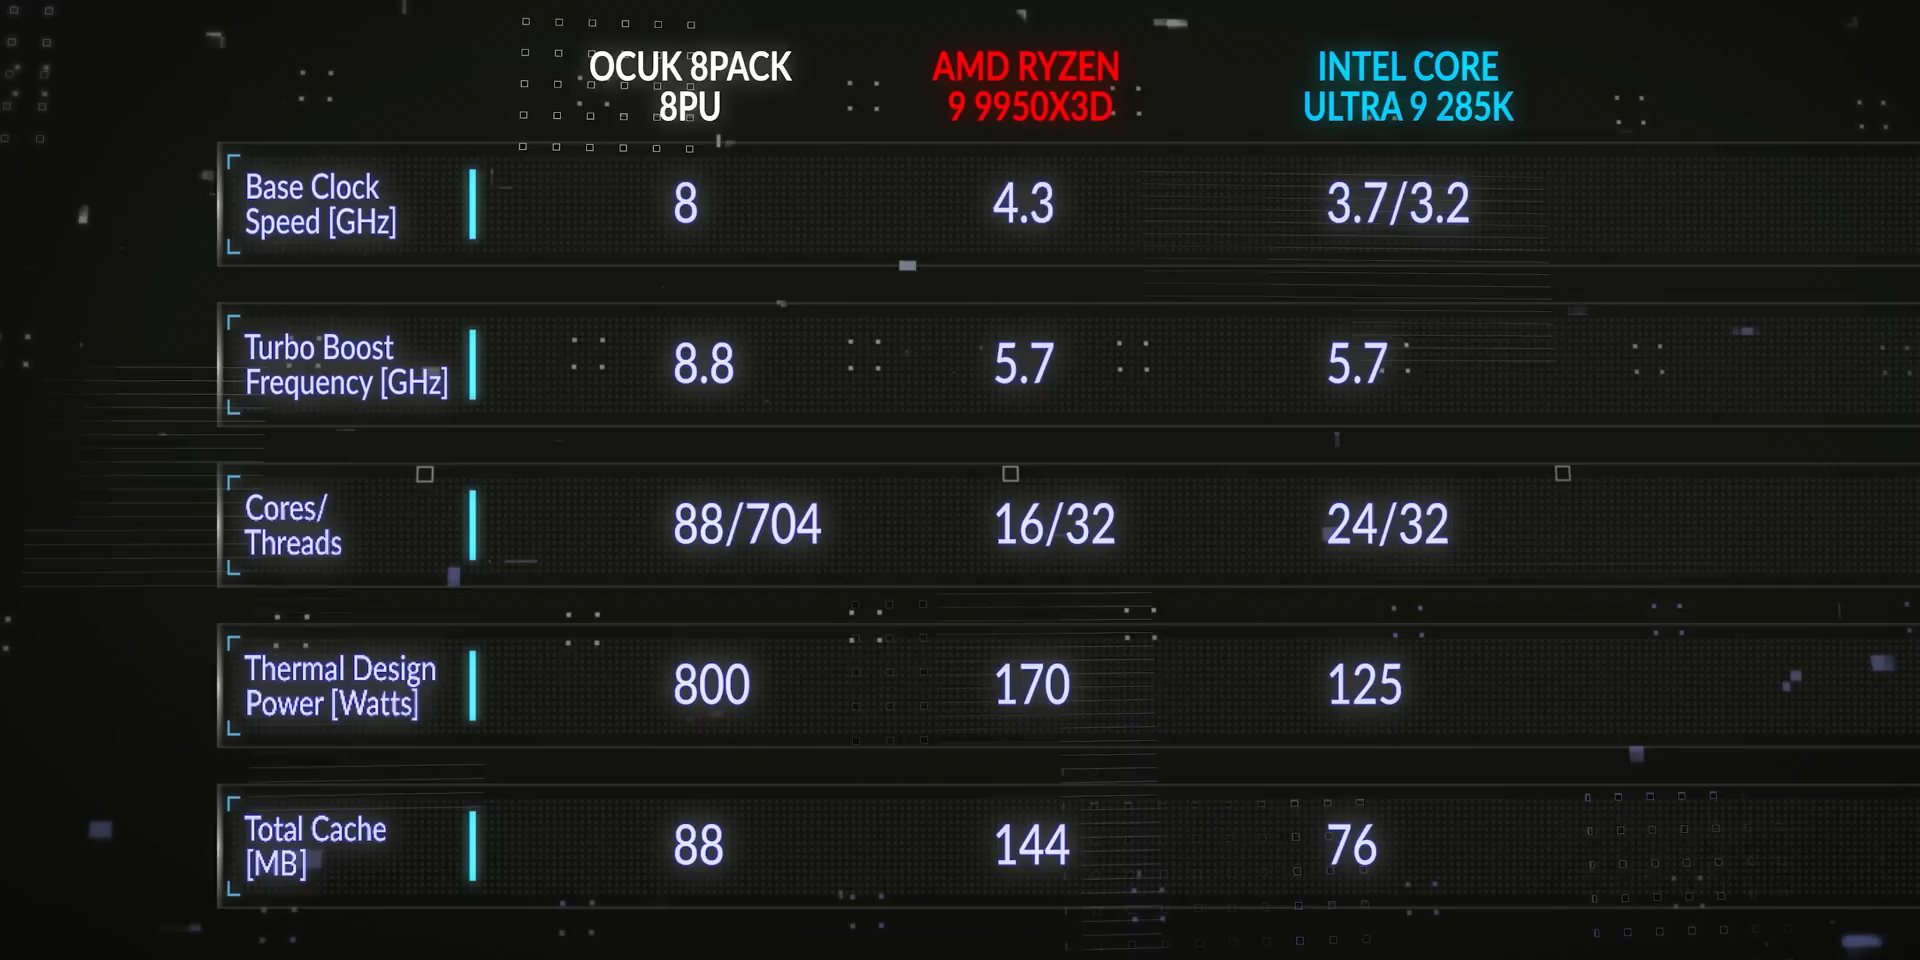 OCUK 8PACK
8PU
AMD RYZEN
9 9950X3D
INTEL CORE
ULTRA 9 285K
Base Clock
Speed [GHz]
8
4.3
3.7/3.2
Turbo Boost
Frequency [GHz]
8.8
5.7
5.7
Cores/
Threads
88/704
16/32
24/32
Thermal Design
Power [Watts]
800
170
125
Total Cache
[MB]
88
144
76